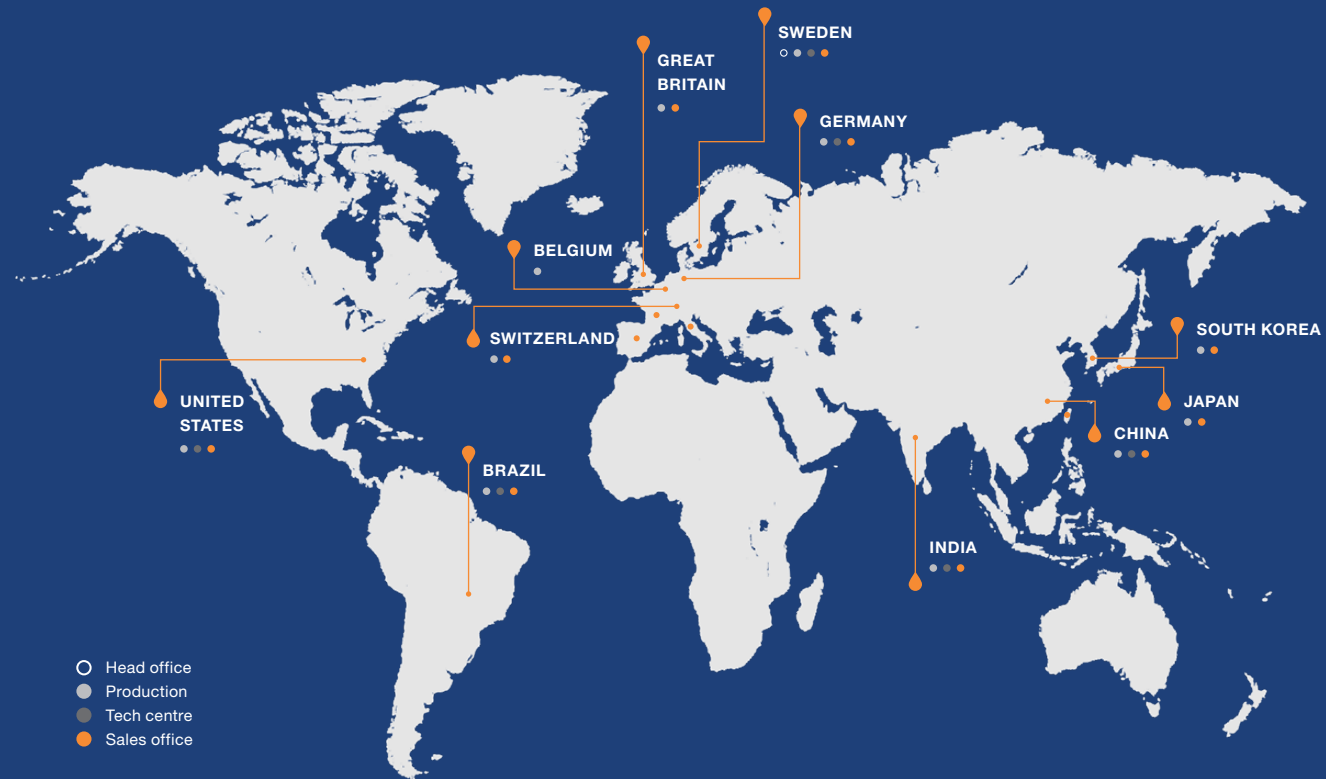 SWEDEN
GREAT
BRITAIN
GERMANY
BELGIUM
SWITZERLAND
SOUTH KOREA
UNITED
STATES
JAPAN
CHINA
BRAZIL
INDIA
Head office
Production
Tech centre
Sales office